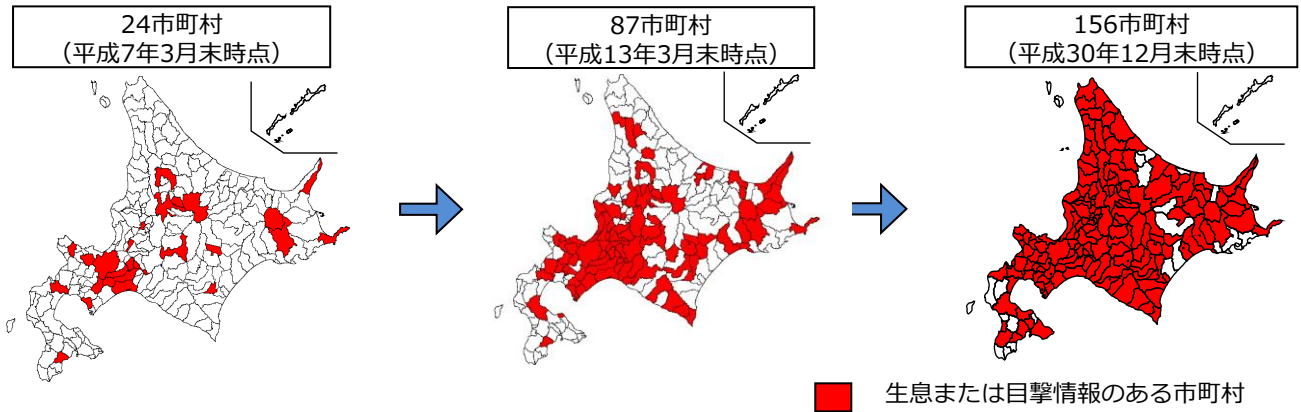 24市町村
（平成7年3月末時点）
87市町村
（平成13年3月末時点）
156市町村
（平成30年12月末時点）
生息または目撃情報のある市町村